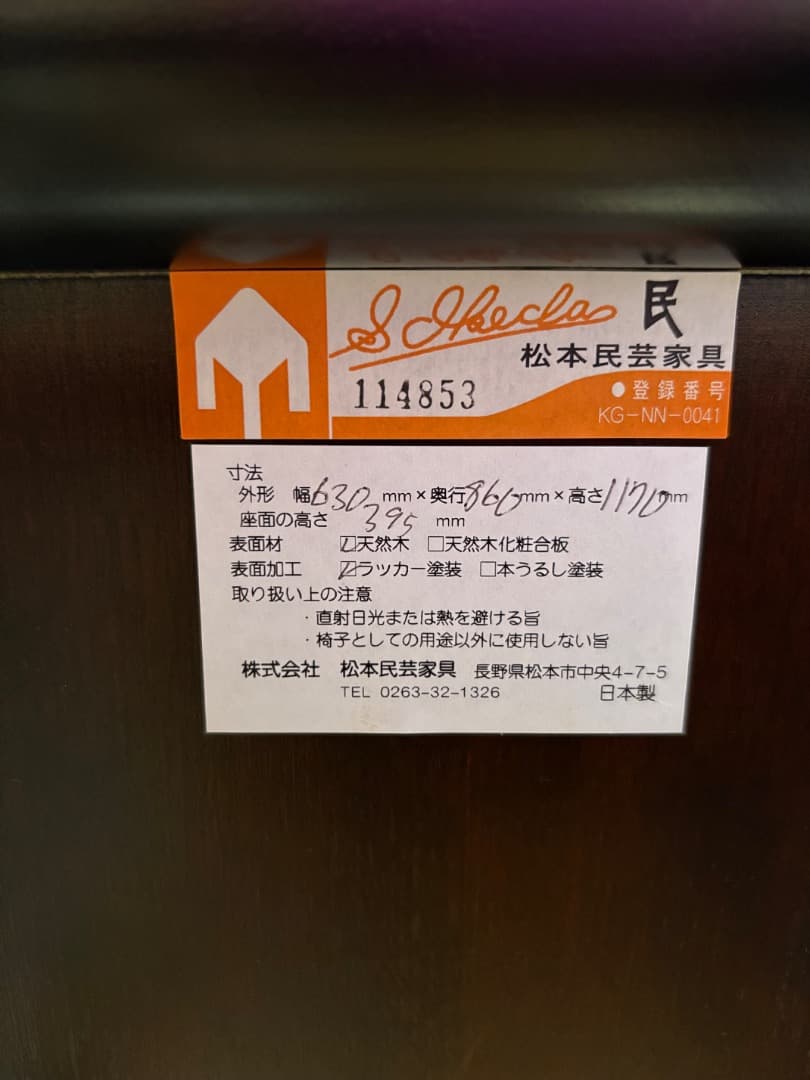 S. Ikeda 民
松本民芸家具
114853
●登録番号
KG-NN-0041
寸法
外形 幅630mm×奥行860mm×高さ1170mm
座面の高さ 395 mm
表面材 ☑天然木 □天然木化粧合板
表面加工 ☑ラッカー塗装 □本うるし塗装
取り扱い上の注意
・直射日光または熱を避ける旨
・椅子としての用途以外に使用しない旨
株式会社 松本民芸家具 長野県松本市中央4-7-5
TEL 0263-32-1326 日本製